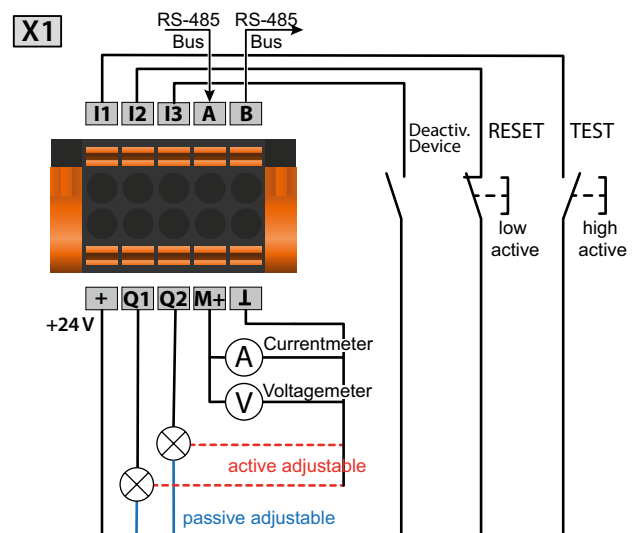 X1
RS-485 RS-485
Bus Bus
I1 I2 I3 A B
Deactiv.
Device
RESET
TEST
low
active
high
active
+ Q1 Q2 M+ ⊥
+24 V
A
Currentmeter
V
Voltagemeter
active adjustable
passive adjustable